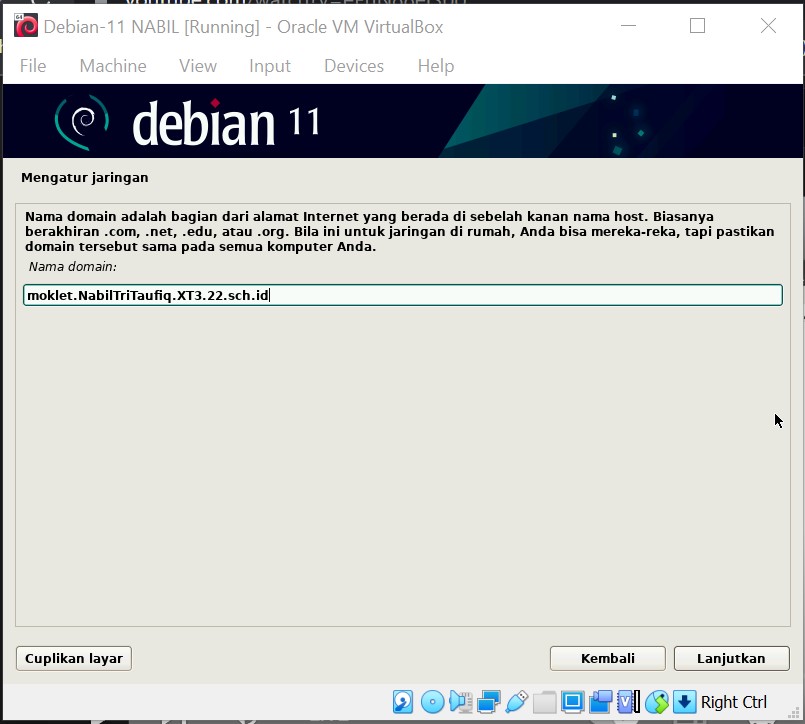 Debian-11 NABIL [Running] - Oracle VM VirtualBox
File Machine View Input Devices Help
debian 11
Mengatur jaringan
Nama domain adalah bagian dari alamat Internet yang berada di sebelah kanan nama host. Biasanya
berakhiran .com, .net, .edu, atau .org. Bila ini untuk jaringan di rumah, Anda bisa mereka-reka, tapi pastikan
domain tersebut sama pada semua komputer Anda.
Nama domain:
moklet.NabilTriTaufiq.XT3.22.sch.id
Cuplikan layar Kembali Lanjutkan
Right Ctrl